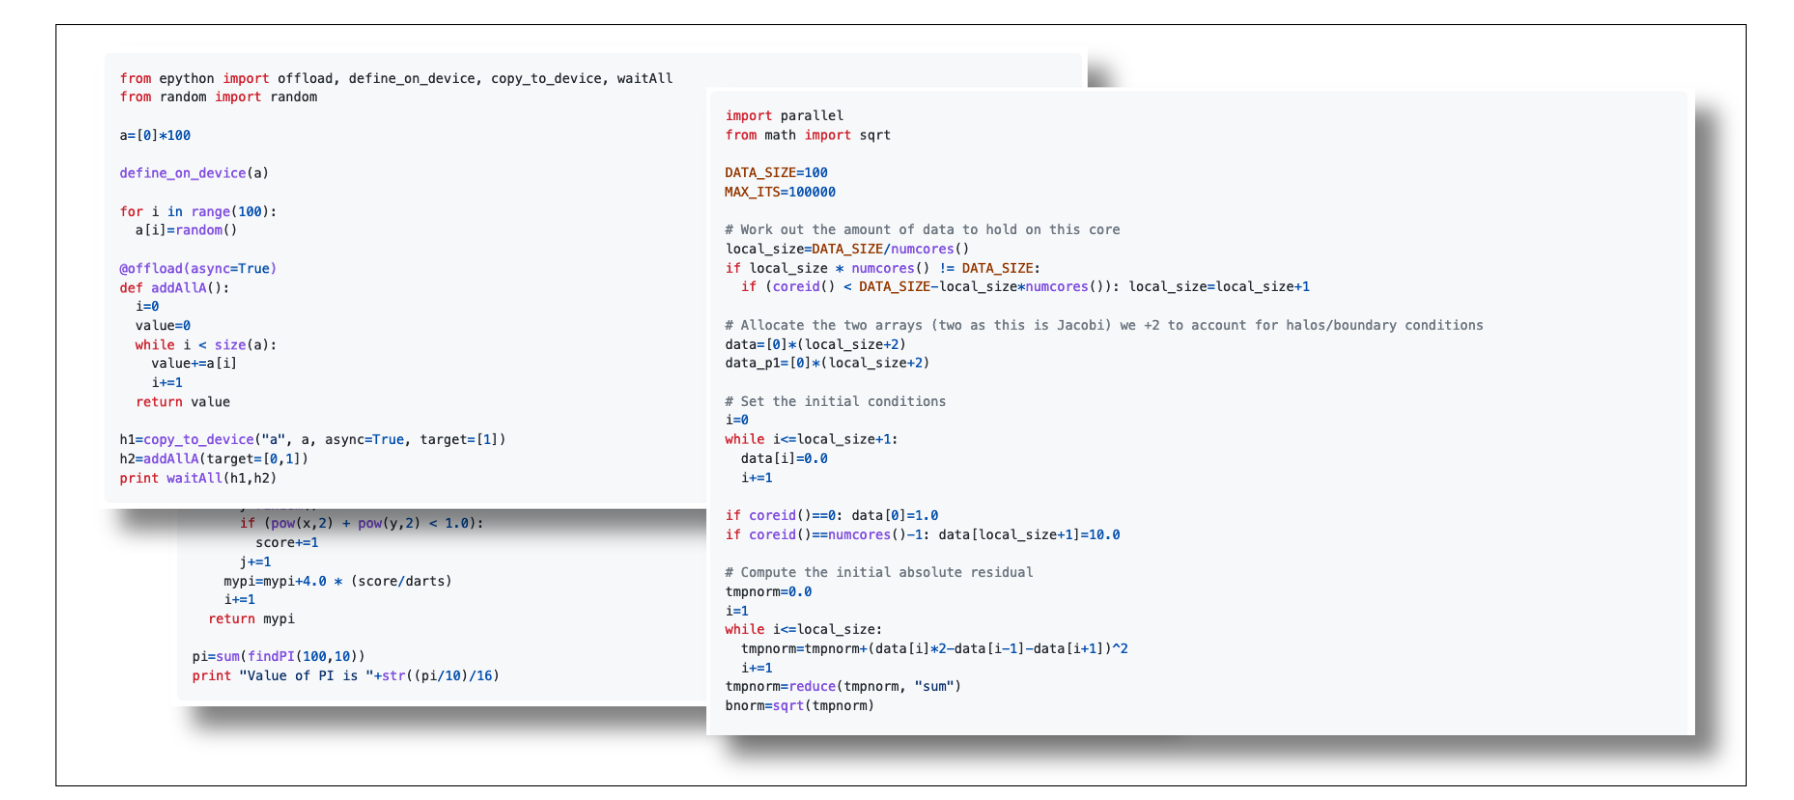 from epython import offload, define_on_device, copy_to_device, waitAll
from random import random
a=[0]*100
define_on_device(a)
for i in range(100):
  a[i]=random()
@offload(async=True)
def addAllA():
  i=0
  value=0
  while i < size(a):
    value+=a[i]
    i+=1
  return value
h1=copy_to_device("a", a, async=True, target=[1])
h2=addAllA(target=[0,1])
print waitAll(h1,h2)
      if (pow(x,2) + pow(y,2) < 1.0):
        score+=1
      j+=1
    mypi=mypi+4.0 * (score/darts)
    i+=1
  return mypi
pi=sum(findPI(100,10))
print "Value of PI is "+str((pi/10)/16)
import parallel
from math import sqrt
DATA_SIZE=100
MAX_ITS=100000
# Work out the amount of data to hold on this core
local_size=DATA_SIZE/numcores()
if local_size * numcores() != DATA_SIZE:
  if (coreid() < DATA_SIZE-local_size*numcores()): local_size=local_size+1
# Allocate the two arrays (two as this is Jacobi) we +2 to account for halos/boundary conditions
data=[0]*(local_size+2)
data_p1=[0]*(local_size+2)
# Set the initial conditions
i=0
while i<=local_size+1:
  data[i]=0.0
  i+=1
if coreid()==0: data[0]=1.0
if coreid()==numcores()-1: data[local_size+1]=10.0
# Compute the initial absolute residual
tmpnorm=0.0
i=1
while i<=local_size:
  tmpnorm=tmpnorm+(data[i]*2-data[i-1]-data[i+1])^2
  i+=1
tmpnorm=reduce(tmpnorm, "sum")
bnorm=sqrt(tmpnorm)